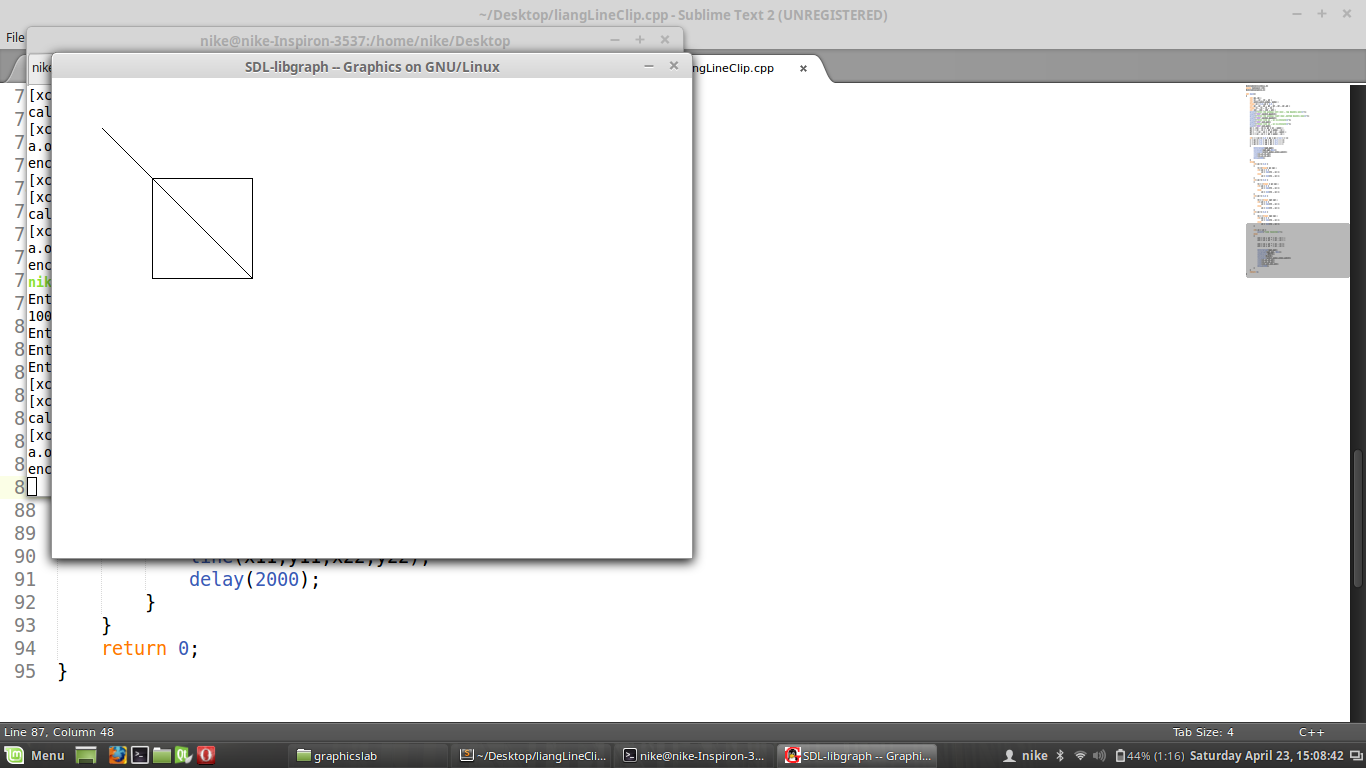 ~/Desktop/liangLineClip.cpp - Sublime Text 2 (UNREGISTERED)
File
nike@nike-Inspiron-3537:/home/nike/Desktop
nike
SDL-libgraph -- Graphics on GNU/Linux
ngLineClip.cpp
7 [xc
7 cal
7 [xc
7 a.o
7 enc
[xc
7 [xc
7 cal
7 [xc
7 a.o
enc
7 nik
7 Ent
8 100
8 Ent
8 Ent
8 Ent
[xc
8 [xc
8 cal
8 [xc
8 a.o
enc
8
88
89
90 line(x11,y11,x22,y22);
91 delay(2000);
92 }
93 }
94 return 0;
95 }
Line 87, Column 48
Tab Size: 4
C++
Menu
graphicslab
~/Desktop/liangLineCli...
nike@nike-Inspiron-3...
SDL-libgraph -- Graphi...
nike
44% (1:16)
Saturday April 23, 15:08:42